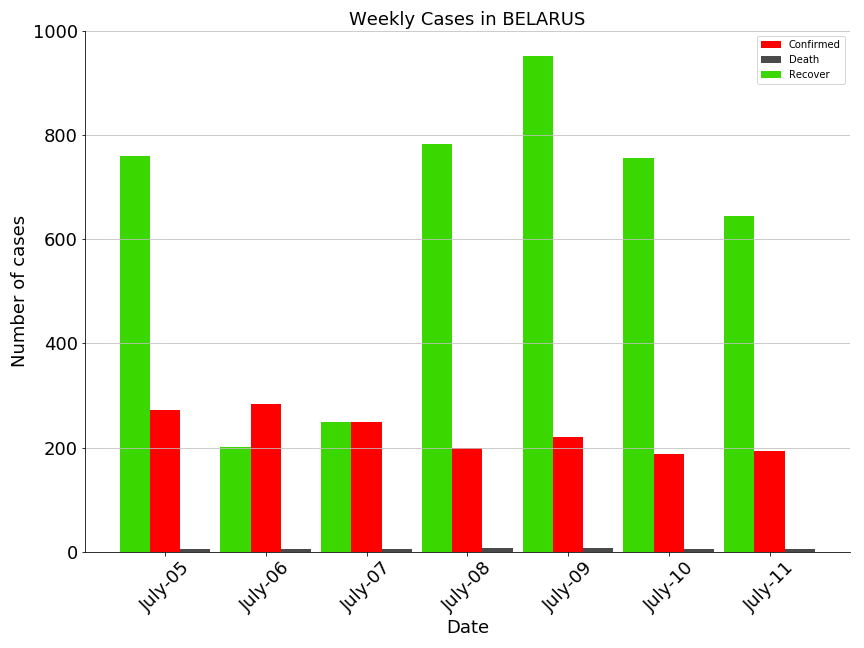 Weekly Cases in BELARUS
Confirmed
Death
Recover
Number of cases
1000
800
600
400
200
0
July-05
July-06
July-07
July-08
July-09
July-10
July-11
Date